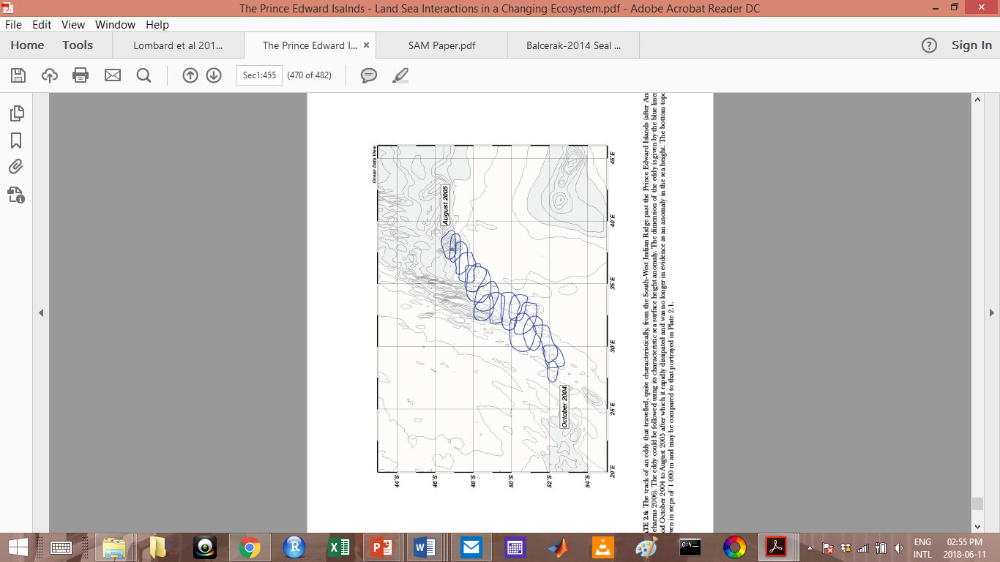 The Prince Edward Isalnds - Land Sea Interactions in a Changing Ecosystem.pdf - Adobe Acrobat Reader DC
File Edit View Window Help
Home Tools Lombard et al 201... The Prince Edward I... × SAM Paper.pdf Balcerak-2014 Seal ... Sign In
Sec1:455 (470 of 482)
Ocean Data View
August 2005
October 2004
45°E
40°E
35°E
30°E
25°E
20°E
44°S
46°S
48°S
50°S
52°S
54°S
TE 2.6: The track of an eddy that travelled, quite characteristically, from the South-West Indian Ridge past the Prince Edward Islands (after An
eharms 2006). The eddy could be followed using its characteristic sea surface height anomaly. The dimension of the eddy is given by the blue lines
od October 2004 to August 2005 after which it rapidly dissipated and was no longer in evidence as an anomaly in the sea height. The bottom topo
ven in steps of 1 000 m and may be compared to that portrayed in Plate 2.1.
ENG 02:55 PM
INTL 2018-06-11